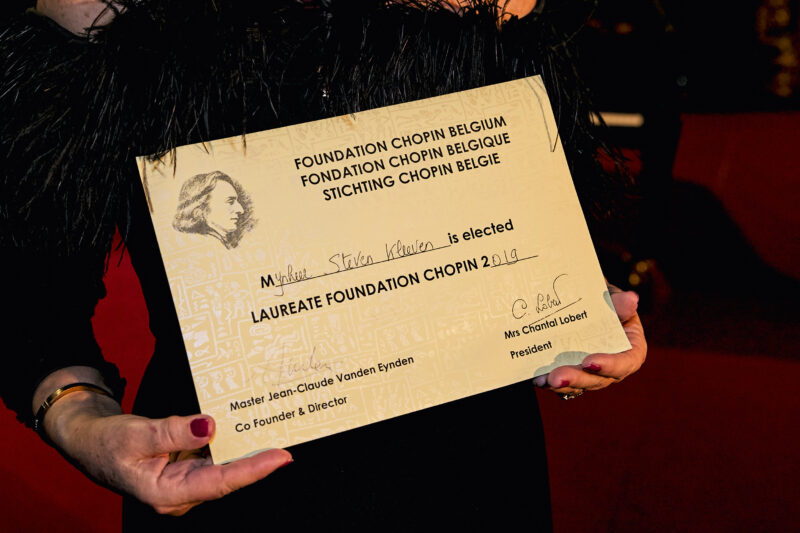 FOUNDATION CHOPIN BELGIUM
FONDATION CHOPIN BELGIQUE
STICHTING CHOPIN BELGIE
Mynheer Steven Kleeven is elected
LAUREATE FOUNDATION CHOPIN 2019
C. Lobert
Mrs Chantal Lobert
President
Master Jean-Claude Vanden Eynden
Co Founder & Director